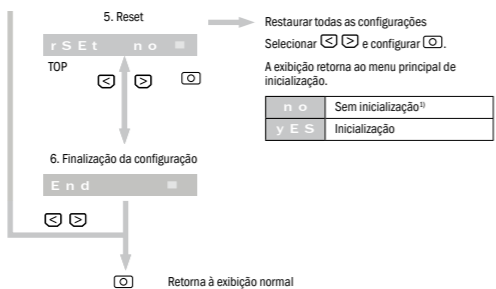 5. Reset
rSEt no
TOP
< > O
Restaurar todas as configurações
Selecionar < > e configurar O.
A exibição retorna ao menu principal de
inicialização.
no Sem inicialização¹⁾
yES Inicialização
6. Finalização da configuração
End
< >
O Retorna à exibição normal